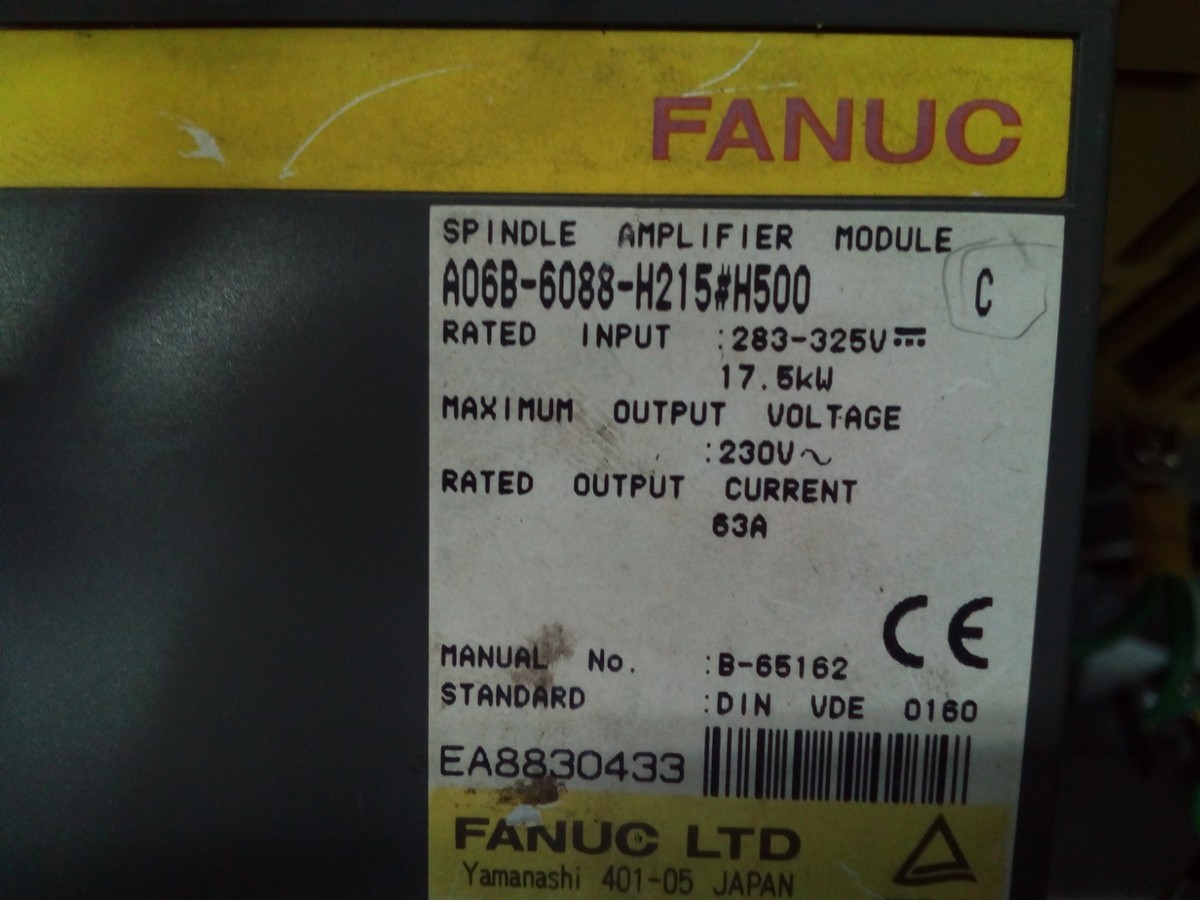 FANUC
SPINDLE AMPLIFIER MODULE
A06B-6088-H215#H500 C
RATED INPUT :283-325V⎓
17.5kW
MAXIMUM OUTPUT VOLTAGE
:230V~
RATED OUTPUT CURRENT
63A
CE
MANUAL No. :B-65162
STANDARD :DIN VDE 0160
EA8830433
FANUC LTD
Yamanashi 401-05 JAPAN